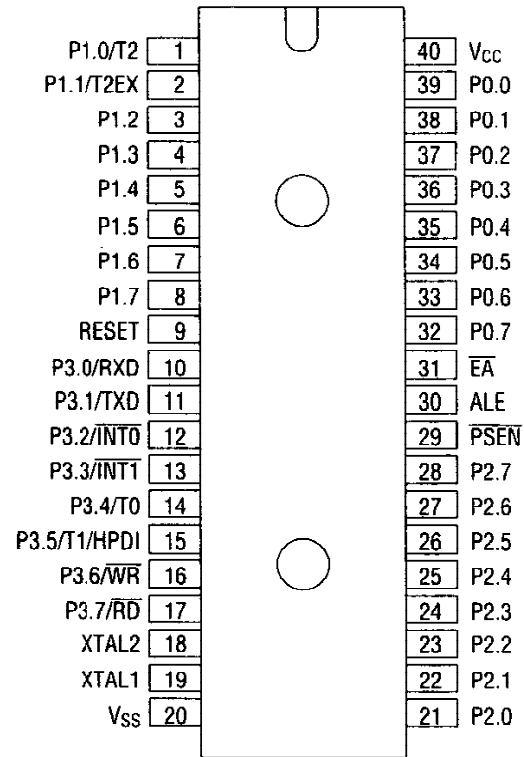 P1.0/T2 1 40 VCC
P1.1/T2EX 2 39 P0.0
P1.2 3 38 P0.1
P1.3 4 37 P0.2
P1.4 5 36 P0.3
P1.5 6 35 P0.4
P1.6 7 34 P0.5
P1.7 8 33 P0.6
RESET 9 32 P0.7
P3.0/RXD 10 31 E̅A̅
P3.1/TXD 11 30 ALE
P3.2/I̅N̅T̅0̅ 12 29 P̅S̅E̅N̅
P3.3/I̅N̅T̅1̅ 13 28 P2.7
P3.4/T0 14 27 P2.6
P3.5/T1/HPDI 15 26 P2.5
P3.6/W̅R̅ 16 25 P2.4
P3.7/R̅D̅ 17 24 P2.3
XTAL2 18 23 P2.2
XTAL1 19 22 P2.1
VSS 20 21 P2.0